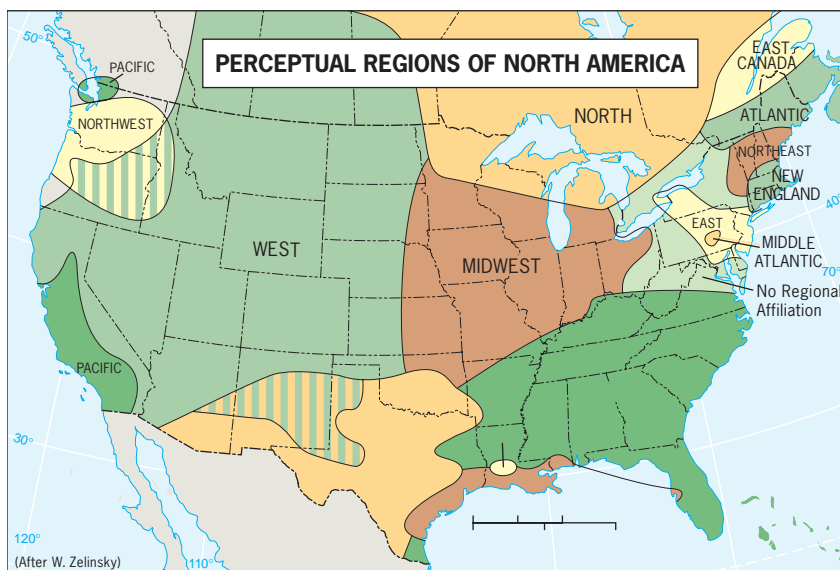 PERCEPTUAL REGIONS OF NORTH AMERICA
50°
PACIFIC
NORTHWEST
EAST
CANADA
NORTH
ATLANTIC
NORTHEAST
NEW
ENGLAND
40°
EAST
MIDDLE
ATLANTIC
70°
WEST
MIDWEST
No Regional
Affiliation
PACIFIC
30°
120°
110°
(After W. Zelinsky)